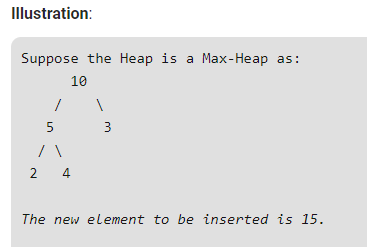 Illustration:
Suppose the Heap is a Max-Heap as:
10
/ \
5 3
/ \
2 4
The new element to be inserted is 15.